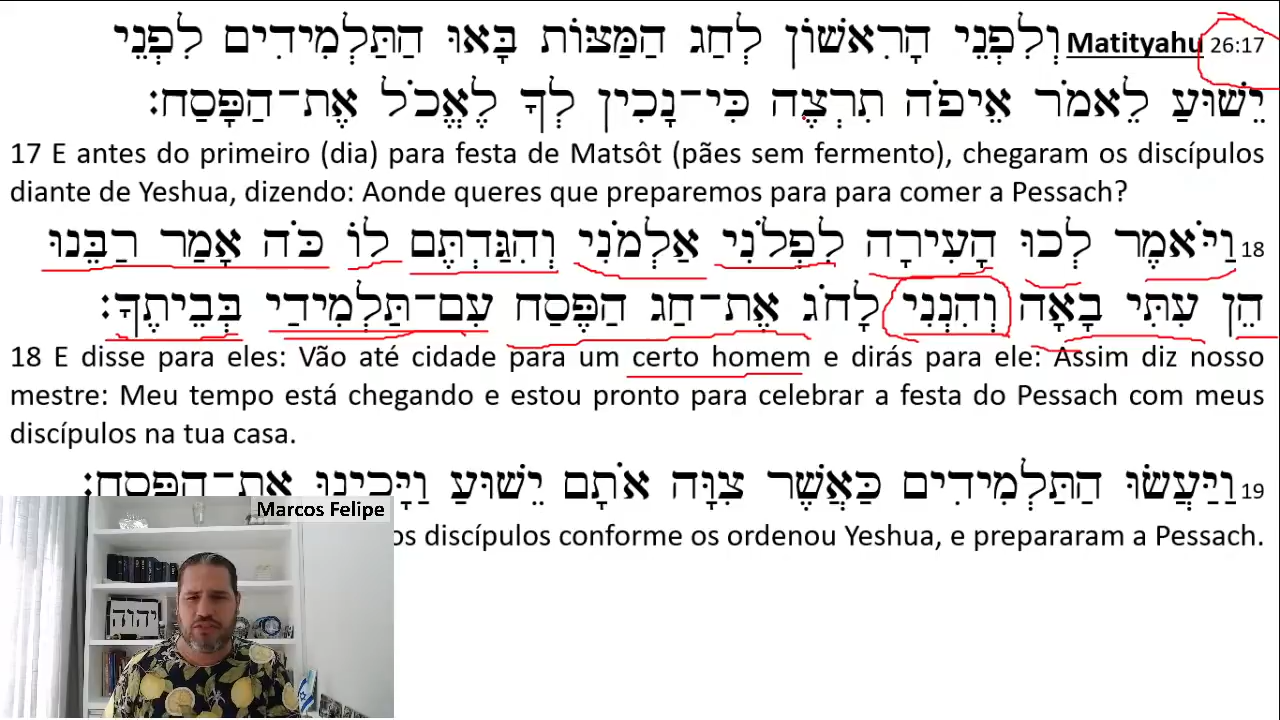 Matityahu 26:17 וְלִפְנֵי הָרִאשׁוֹן לְחַג הַמַּצּוֹת בָּאוּ הַתַּלְמִידִים לִפְנֵי
יֵשׁוּעַ לֵאמֹר אֵיפֹה תִרְצֶה כִּי־נָכִין לְךָ לֶאֱכֹל אֶת־הַפָּסַח׃
17 E antes do primeiro (dia) para festa de Matsôt (pães sem fermento), chegaram os discípulos
diante de Yeshua, dizendo: Aonde queres que preparemos para para comer a Pessach?
18 וַיֹּאמֶר לְכוּ הָעִירָה לִפְלֹנִי אַלְמֹנִי וְהִגַּדְתֶּם לוֹ כֹּה אָמַר רַבֵּנוּ
הֵן עִתִּי בָאָה וְהִנְנִי לָחֹג אֶת־חַג הַפֶּסַח עִם־תַּלְמִידַי בְּבֵיתֶךָ׃
18 E disse para eles: Vão até cidade para um certo homem e dirás para ele: Assim diz nosso
mestre: Meu tempo está chegando e estou pronto para celebrar a festa do Pessach com meus
discípulos na tua casa.
19 וַיַּעֲשׂוּ הַתַּלְמִידִים כַּאֲשֶׁר צִוָּה אֹתָם יֵשׁוּעַ וַיָּכִינוּ אֶת־הַפָּסַח׃
Marcos Felipe
os discípulos conforme os ordenou Yeshua, e prepararam a Pessach.
יהוה